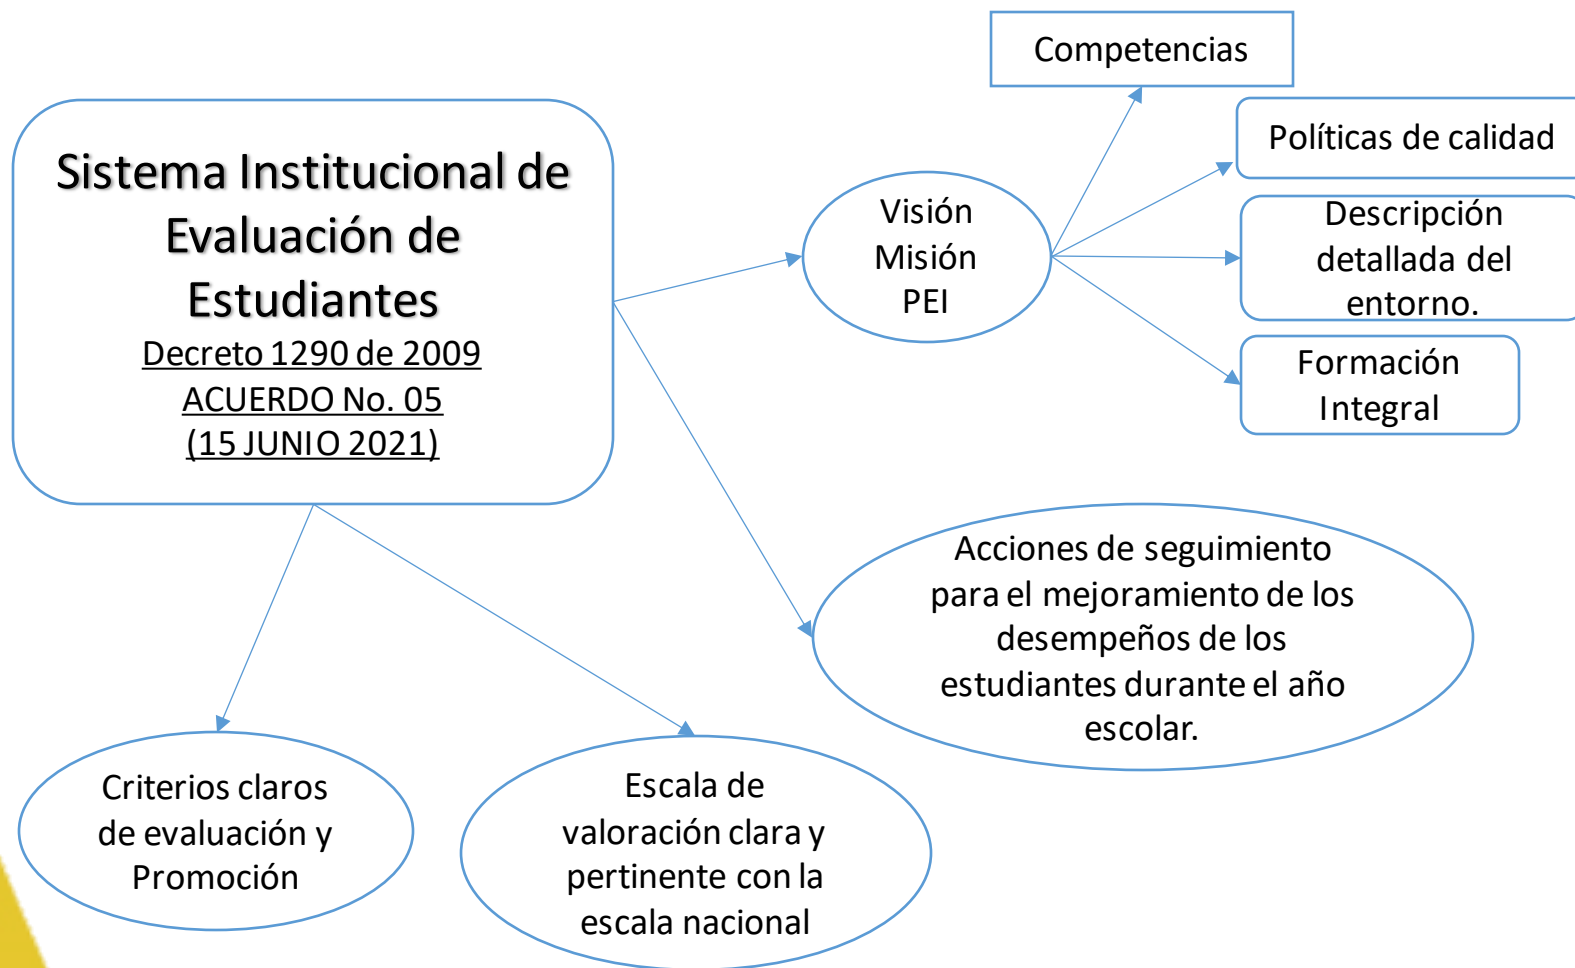 Sistema Institucional de
Evaluación de
Estudiantes
Decreto 1290 de 2009
ACUERDO No. 05
(15 JUNIO 2021)
Visión
Misión
PEI
Competencias
Políticas de calidad
Descripción
detallada del
entorno.
Formación
Integral
Acciones de seguimiento
para el mejoramiento de los
desempeños de los
estudiantes durante el año
escolar.
Criterios claros
de evaluación y
Promoción
Escala de
valoración clara y
pertinente con la
escala nacional